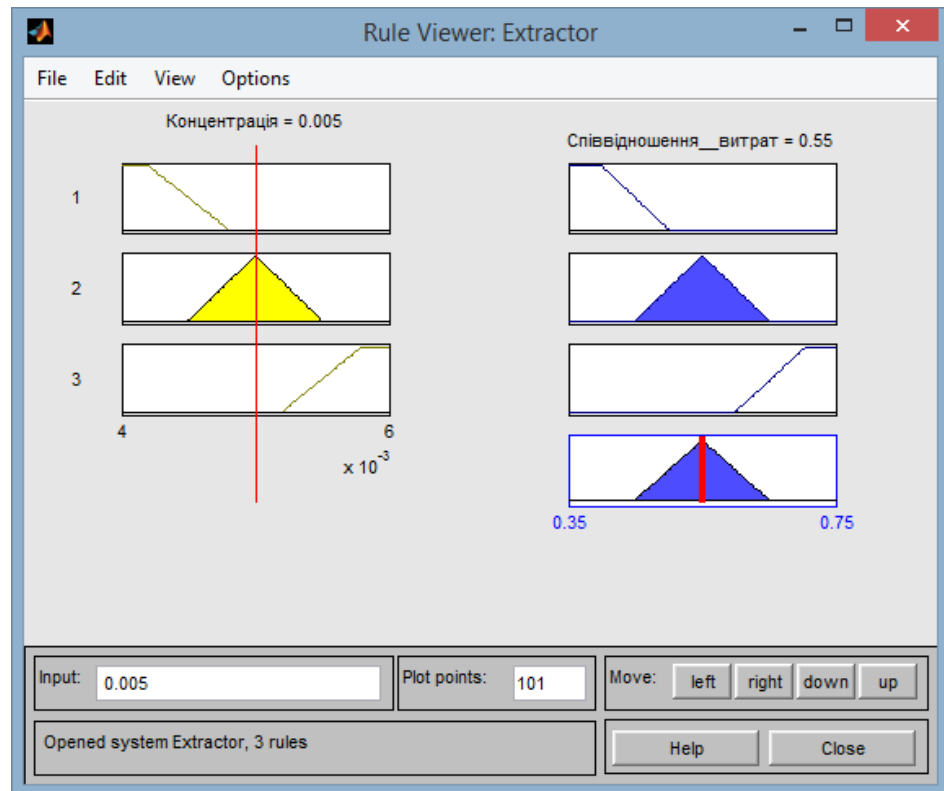 Rule Viewer: Extractor
File Edit View Options
Концентрація = 0.005
Співвідношення__витрат = 0.55
1
2
3
4 6
x 10^-3
0.35 0.75
Input: 0.005 Plot points: 101 Move: left right down up
Opened system Extractor, 3 rules Help Close